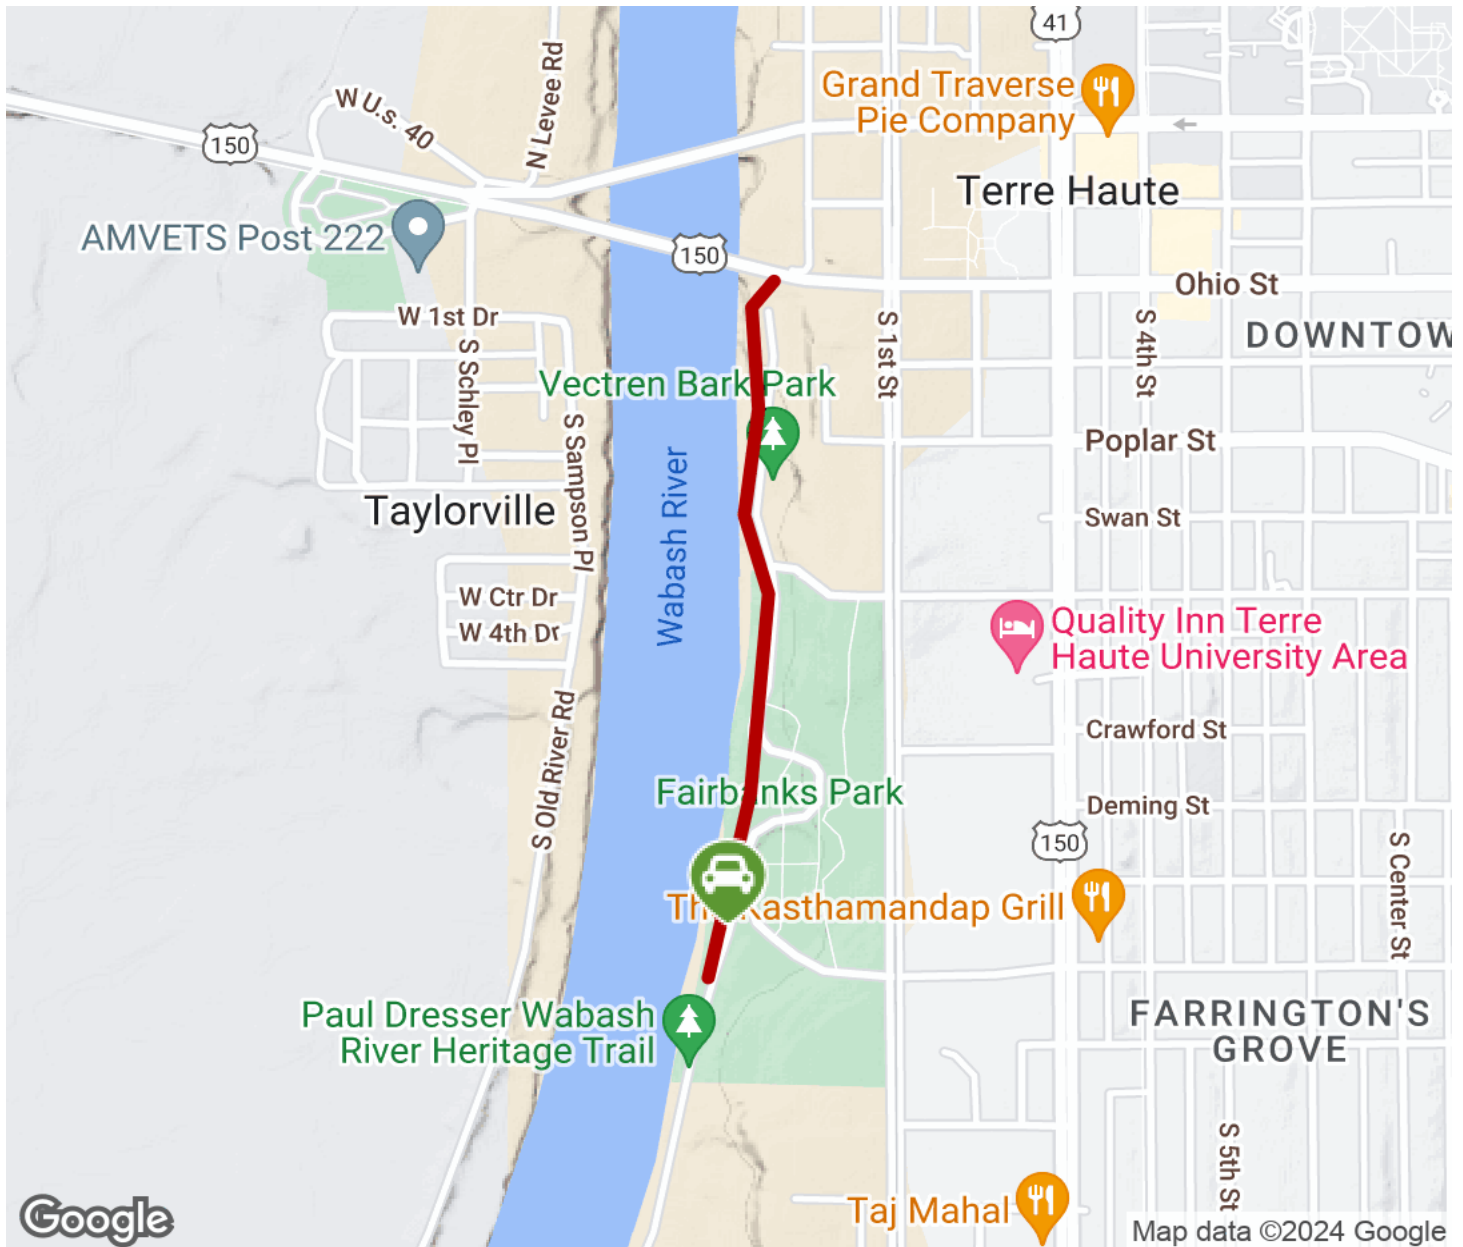 41
N Levee Rd
W U.s. 40
Grand Traverse
Pie Company
150
Terre Haute
AMVETS Post 222
150
Ohio St
W 1st Dr
S 1st St
S 4th St
DOWNTOW
S Schley Pl
Vectren Bark Park
S Sampson Pl
Poplar St
Wabash River
Taylorville
Swan St
W Ctr Dr
W 4th Dr
Quality Inn Terre
Haute University Area
S Old River Rd
Crawford St
Fairbanks Park
Deming St
150
S Center St
The Kasthamandap Grill
Paul Dresser Wabash
River Heritage Trail
FARRINGTON'S
GROVE
S 5th St
Taj Mahal
Google
Map data ©2024 Google